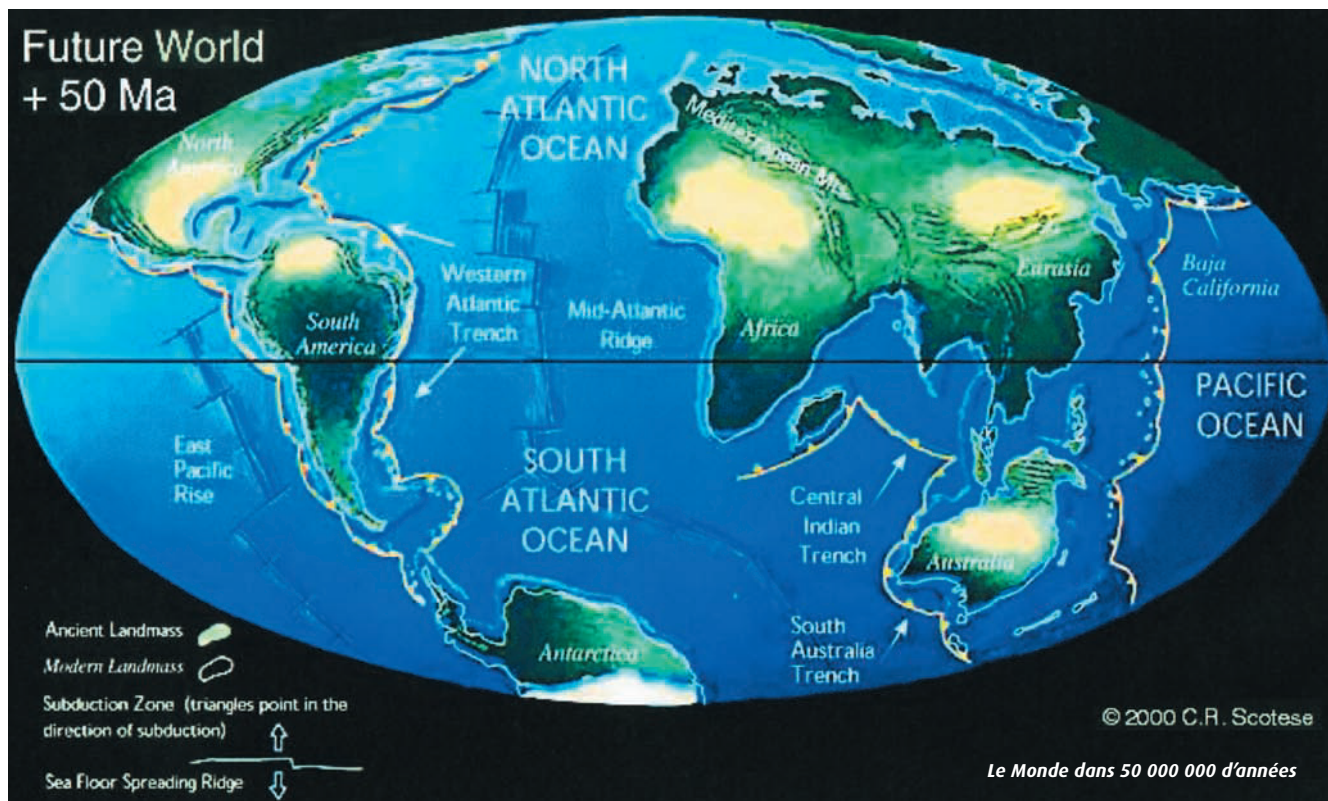 Future World
+ 50 Ma
NORTH
ATLANTIC
OCEAN
North
America
Mediterranean Mt.
Eurasia
Baja
California
Western
Atlantic
Trench
Mid-Atlantic
Ridge
Africa
South
America
PACIFIC
OCEAN
East
Pacific
Rise
SOUTH
ATLANTIC
OCEAN
Central
Indian
Trench
Australia
South
Australia
Trench
Antarctica
Ancient Landmass
Modern Landmass
Subduction Zone (triangles point in the
direction of subduction)
Sea Floor Spreading Ridge
© 2000 C.R. Scotese
Le Monde dans 50 000 000 d’années